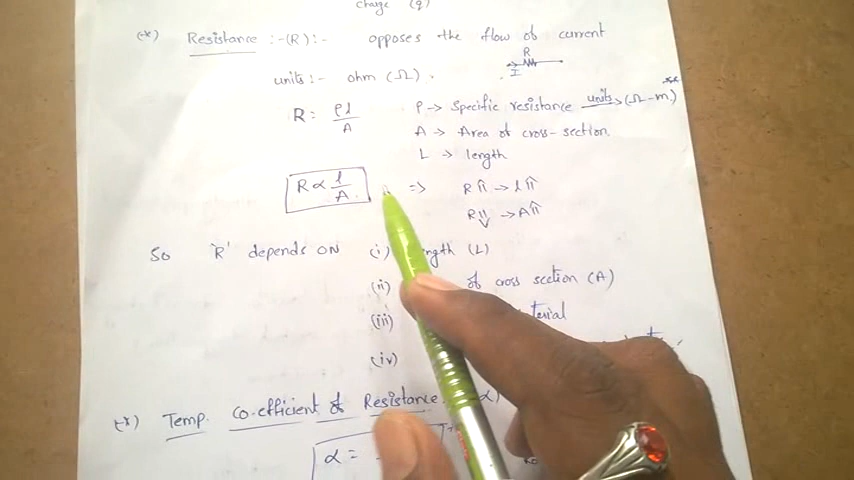 charge (q)
(*) Resistance :-(R) :- opposes the flow of current
R
I
units :- ohm (Ω).
R = ρl/A ρ → Specific resistance units → (Ω-m)
A → Area of cross-section
L → length
R ∝ l/A ⇒ R⇑ → l⇑
R⇓ → A⇑
So 'R' depends ON (i) length (L)
(ii) of cross section (A)
(iii) material
(iv)
(*) Temp. Co-efficient of Resistance. α)
α =